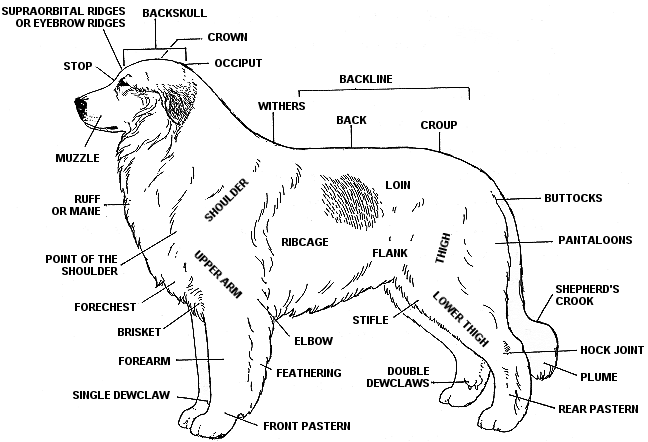 SUPRAORBITAL RIDGES
OR EYEBROW RIDGES
BACKSKULL
CROWN
STOP
OCCIPUT
BACKLINE
WITHERS
BACK
CROUP
MUZZLE
LOIN
SHOULDER
BUTTOCKS
RUFF
OR MANE
RIBCAGE
PANTALOONS
THIGH
FLANK
POINT OF THE
SHOULDER
UPPER ARM
SHEPHERD'S
CROOK
FORECHEST
STIFLE
LOWER THIGH
BRISKET
ELBOW
HOCK JOINT
FOREARM
FEATHERING
DOUBLE
DEWCLAWS
PLUME
SINGLE DEWCLAW
REAR PASTERN
FRONT PASTERN